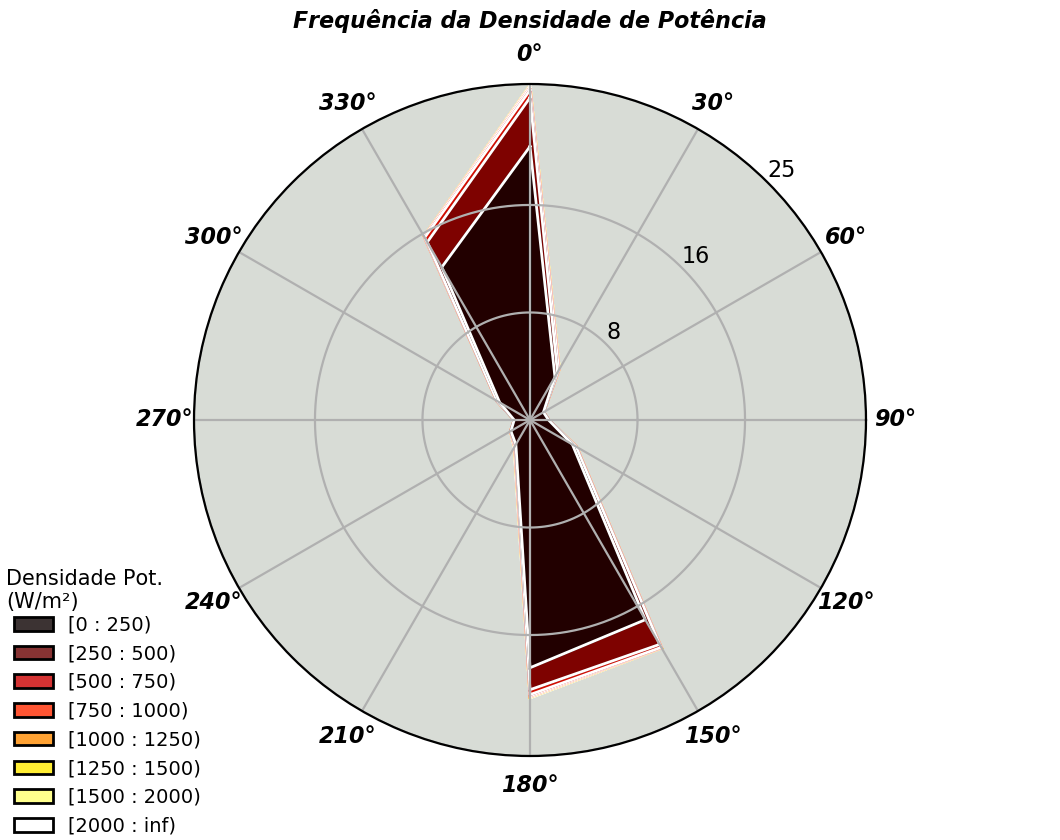 Frequência da Densidade de Potência
0°
330°
30°
25
300°
60°
16
8
270°
90°
240°
120°
210°
150°
180°
Densidade Pot.
(W/m²)
[0 : 250)
[250 : 500)
[500 : 750)
[750 : 1000)
[1000 : 1250)
[1250 : 1500)
[1500 : 2000)
[2000 : inf)